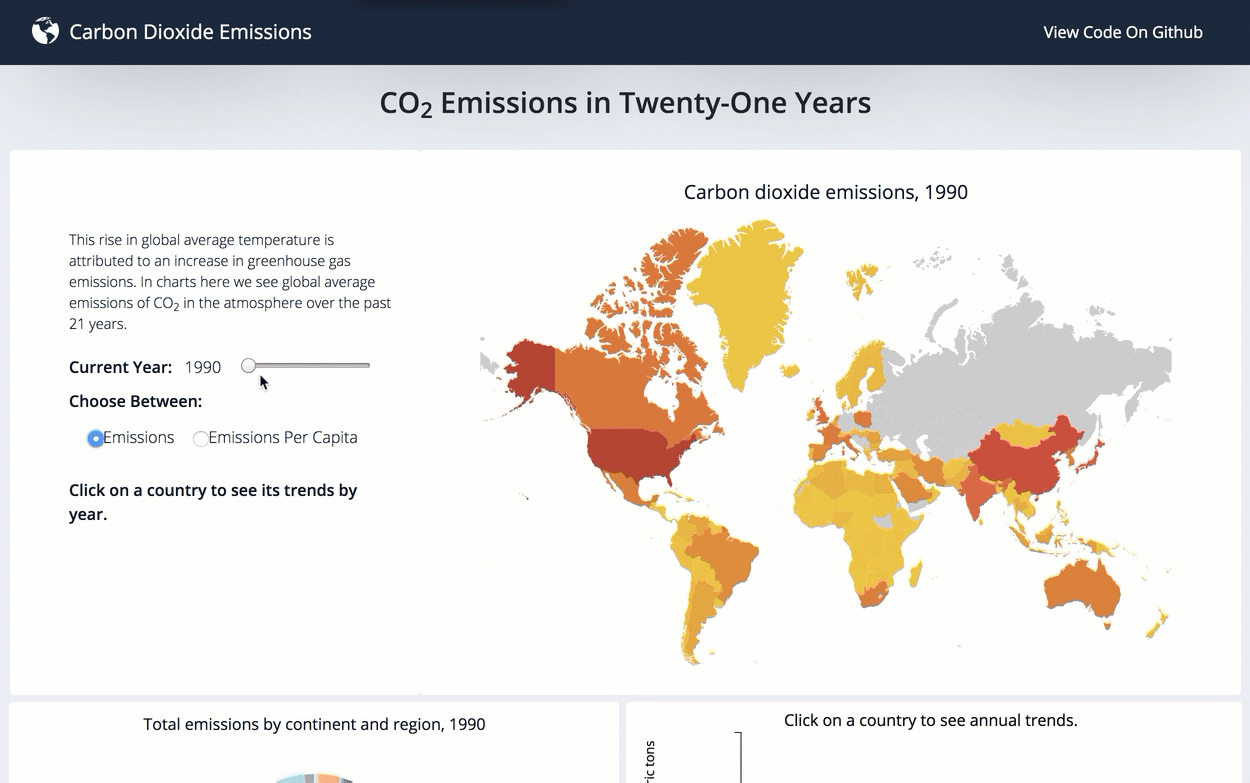 Carbon Dioxide Emissions
View Code On Github
CO₂ Emissions in Twenty-One Years
Carbon dioxide emissions, 1990
This rise in global average temperature is
attributed to an increase in greenhouse gas
emissions. In charts here we see global average
emissions of CO₂ in the atmosphere over the past
21 years.
Current Year: 1990
Choose Between:
Emissions Emissions Per Capita
Click on a country to see its trends by
year.
Total emissions by continent and region, 1990
Click on a country to see annual trends.
tons